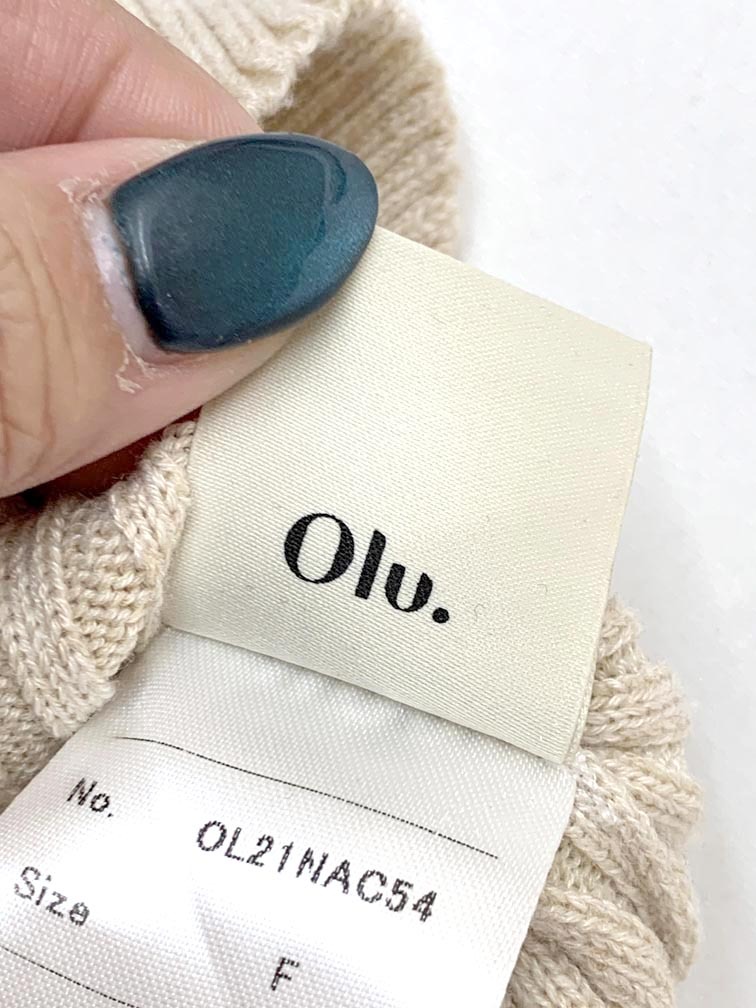 Olu.
No. OL21NAC54
Size F